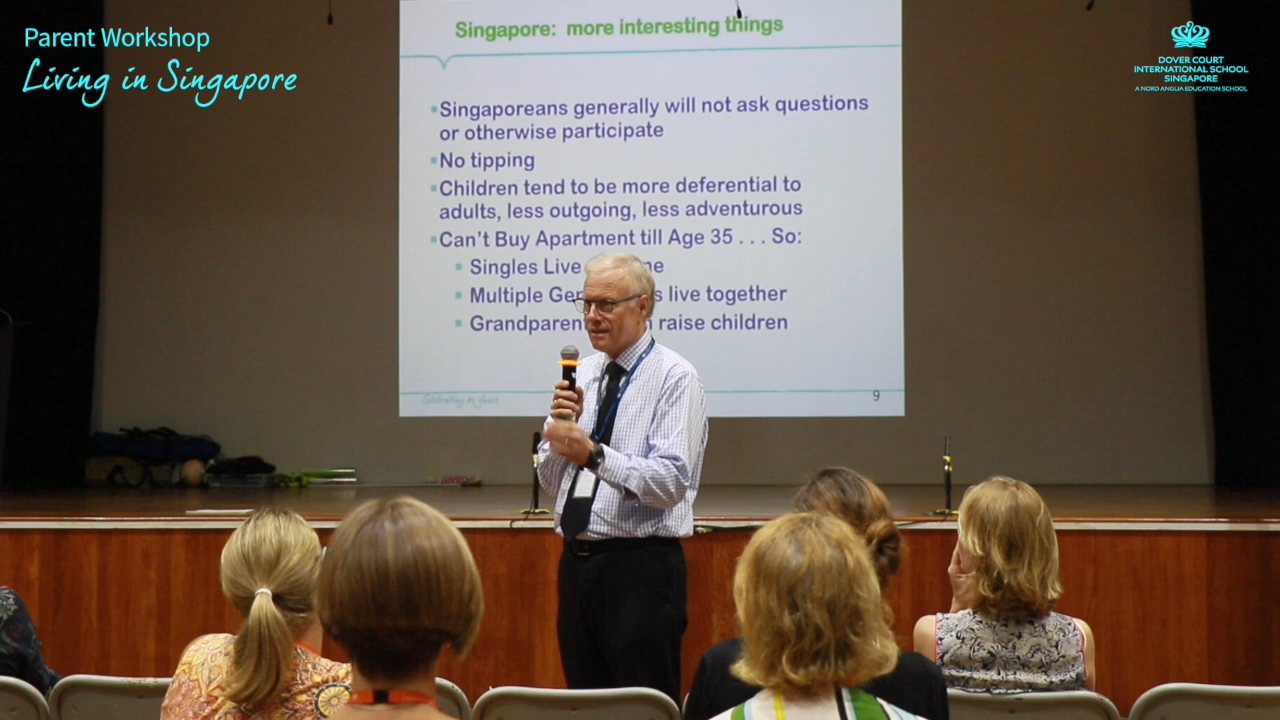 Parent Workshop
Living in Singapore
DOVER COURT
INTERNATIONAL SCHOOL
SINGAPORE
A NORD ANGLIA EDUCATION SCHOOL
Singapore: more interesting things
Singaporeans generally will not ask questions
or otherwise participate
No tipping
Children tend to be more deferential to
adults, less outgoing, less adventurous
Can't Buy Apartment till Age 35 . . . So:
Singles Live
Multiple live together
raise children
9